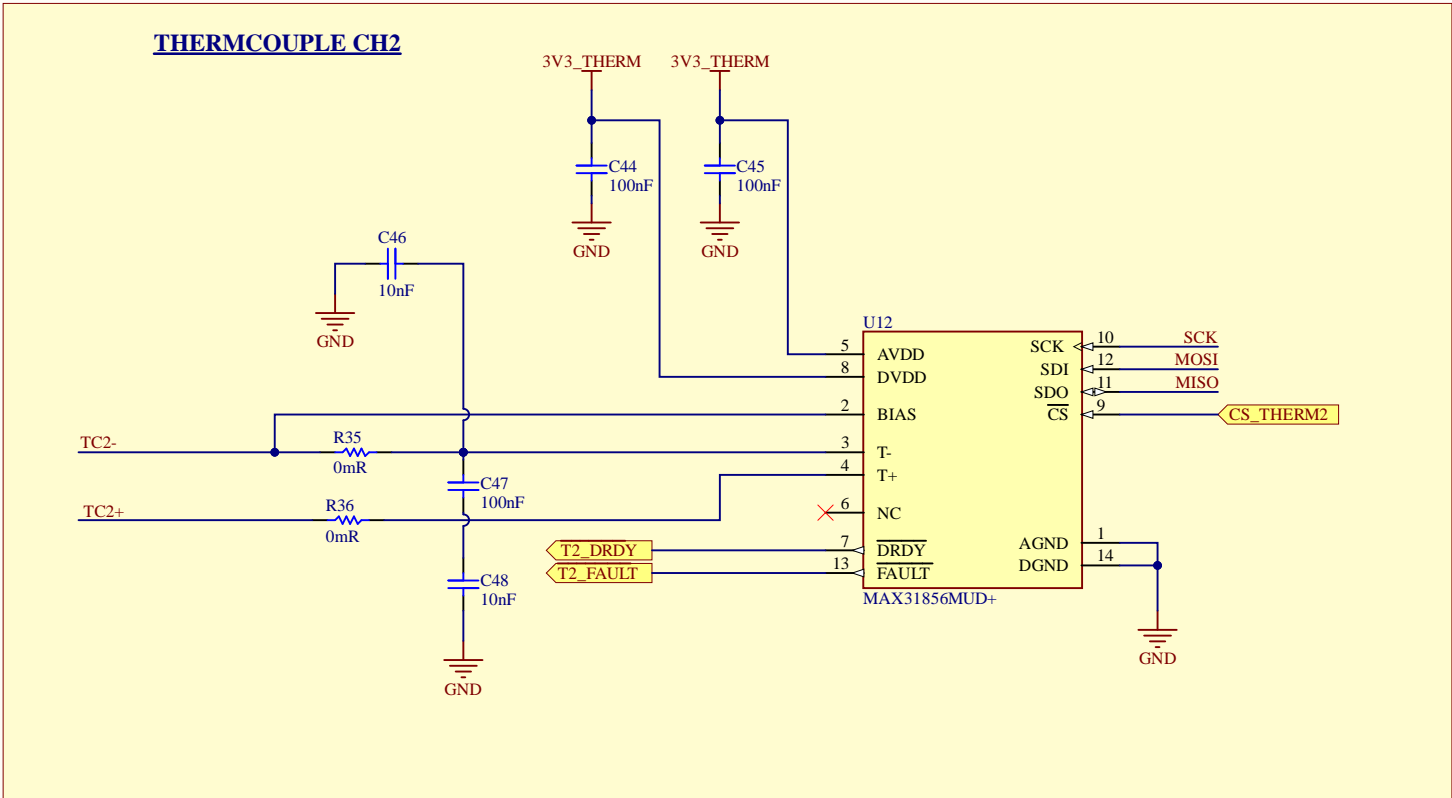 THERMCOUPLE CH2
3V3_THERM
3V3_THERM
C44
100nF
C45
100nF
GND
GND
C46
10nF
GND
U12
5
AVDD
8
DVDD
2
BIAS
3
T-
4
T+
6
NC
7
DRDY
13
FAULT
SCK
10
SCK
SDI
12
MOSI
SDO
11
MISO
CS
9
CS_THERM2
AGND
1
DGND
14
MAX31856MUD+
GND
TC2-
R35
0mR
TC2+
R36
0mR
C47
100nF
T2_DRDY
T2_FAULT
C48
10nF
GND